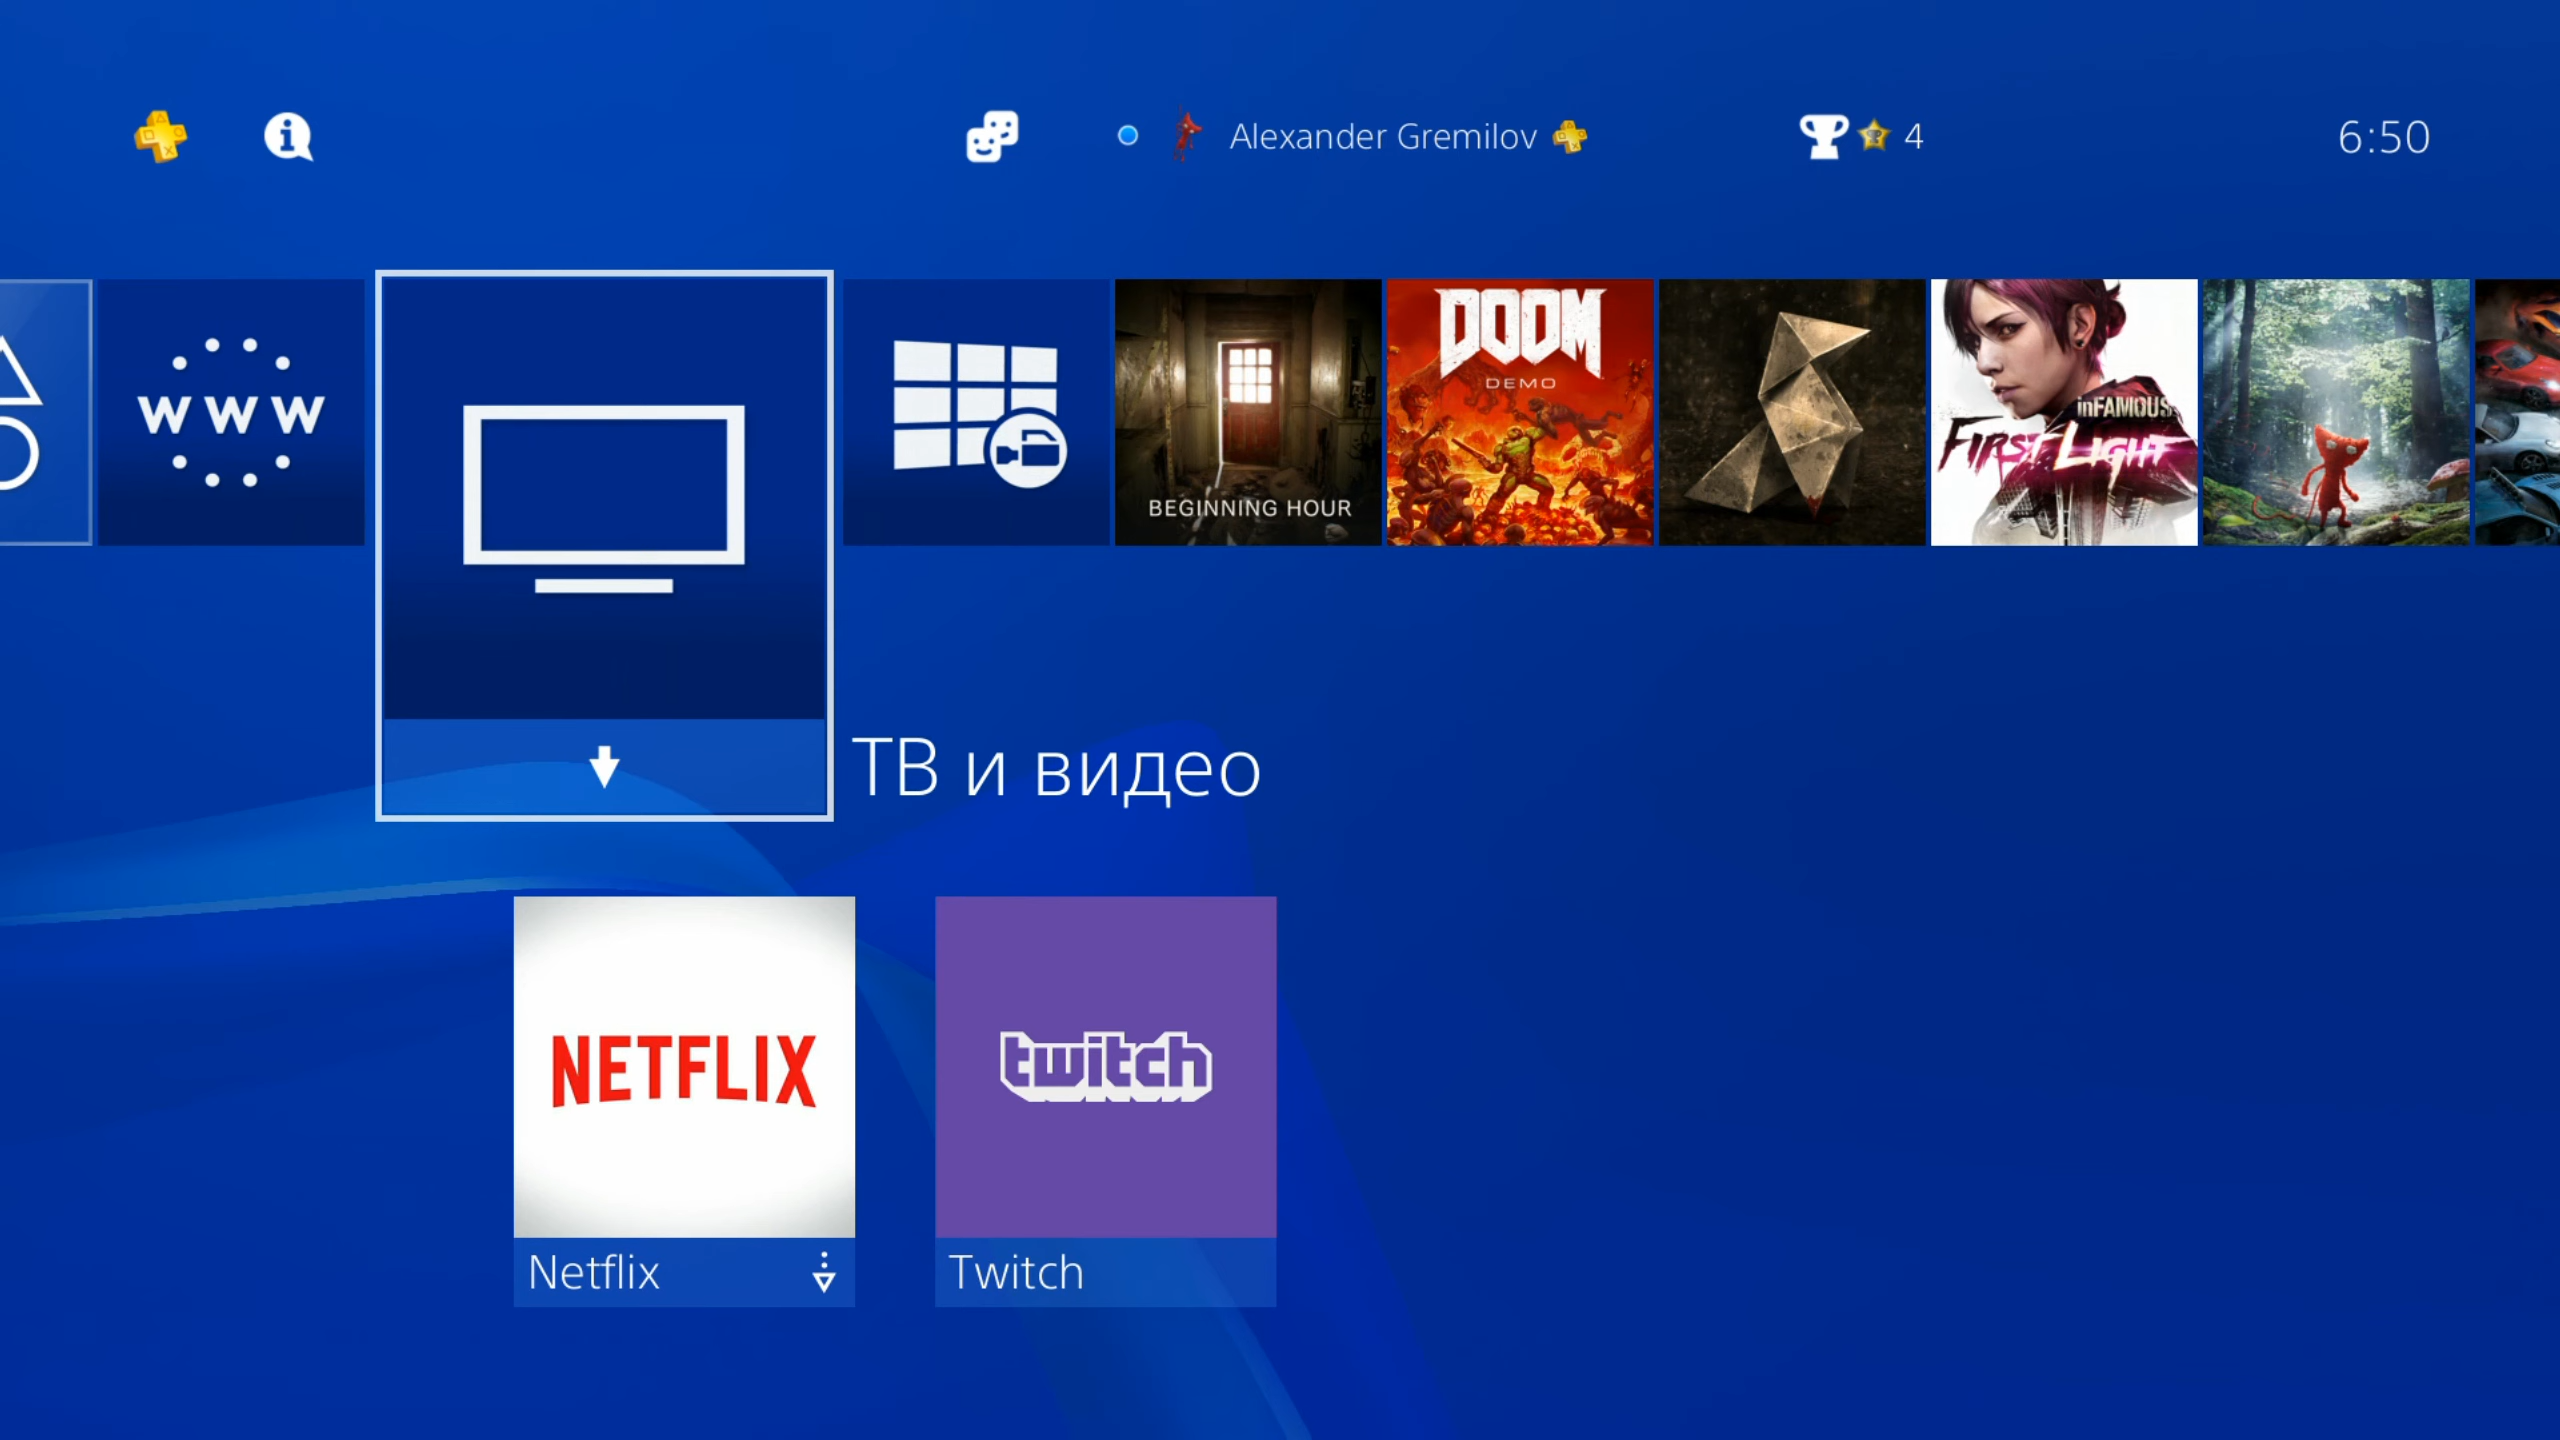 Alexander Gremilov
4
6:50
WWW
BEGINNING HOUR
DOOM
DEMO
inFAMOUS
FIRST LIGHT
ТВ и видео
NETFLIX
twitch
Netflix
Twitch